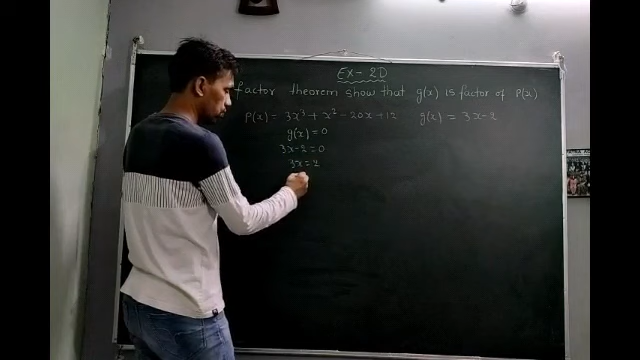 EX - 2D
factor theorem show that g(x) is factor of P(x)
P(x) = 3x³ + x² - 20x + 12 g(x) = 3x - 2
g(x) = 0
3x - 2 = 0
3x = 2